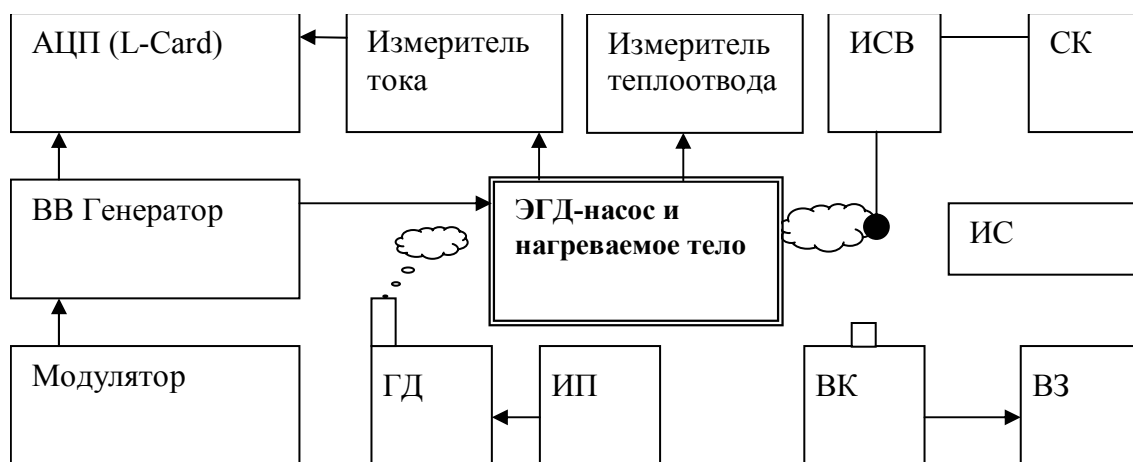 АЦП (L-Card)
Измеритель
тока
Измеритель
теплоотвода
ИСВ
СК
ВВ Генератор
ЭГД-насос и
нагреваемое тело
ИС
Модулятор
ГД
ИП
ВК
ВЗ